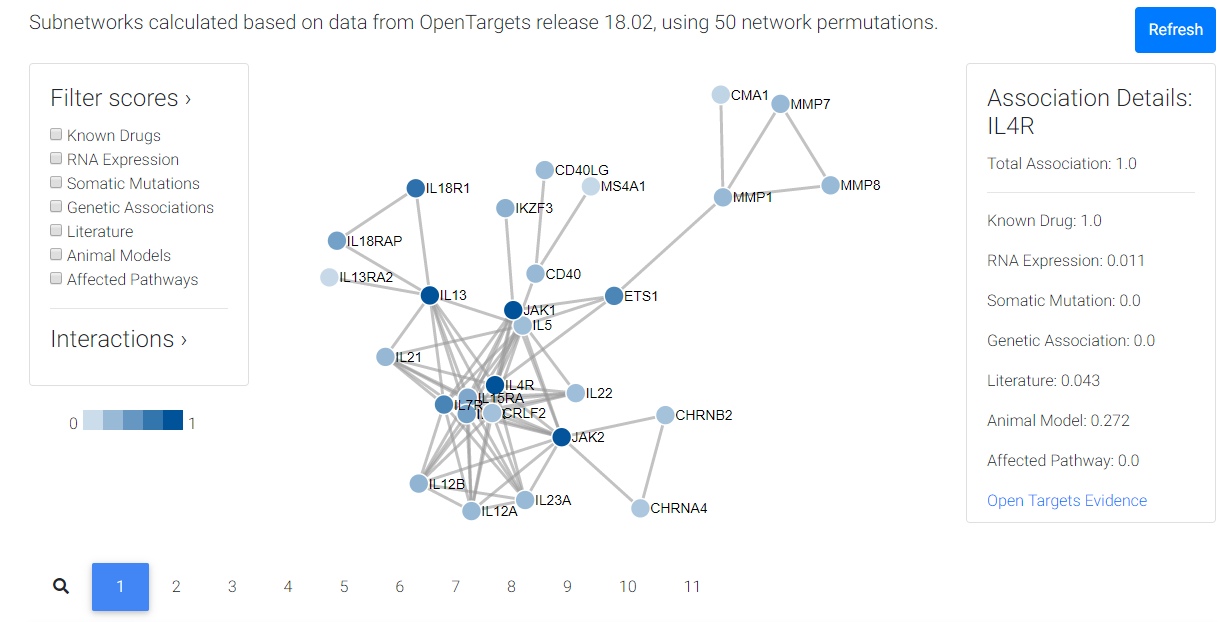 Subnetworks calculated based on data from OpenTargets release 18.02, using 50 network permutations.
Refresh
Filter scores ›
Known Drugs
RNA Expression
Somatic Mutations
Genetic Associations
Literature
Animal Models
Affected Pathways
Interactions ›
0
1
CMA1
MMP7
CD40LG
MS4A1
MMP8
IL18R1
MMP1
IKZF3
IL18RAP
CD40
IL13RA2
IL13
ETS1
JAK1
IL5
IL21
IL4R
IL22
IL15RA
IL7R
CRLF2
CHRNB2
JAK2
IL12B
IL23A
CHRNA4
IL12A
Association Details:
IL4R
Total Association: 1.0
Known Drug: 1.0
RNA Expression: 0.011
Somatic Mutation: 0.0
Genetic Association: 0.0
Literature: 0.043
Animal Model: 0.272
Affected Pathway: 0.0
Open Targets Evidence
1 2 3 4 5 6 7 8 9 10 11